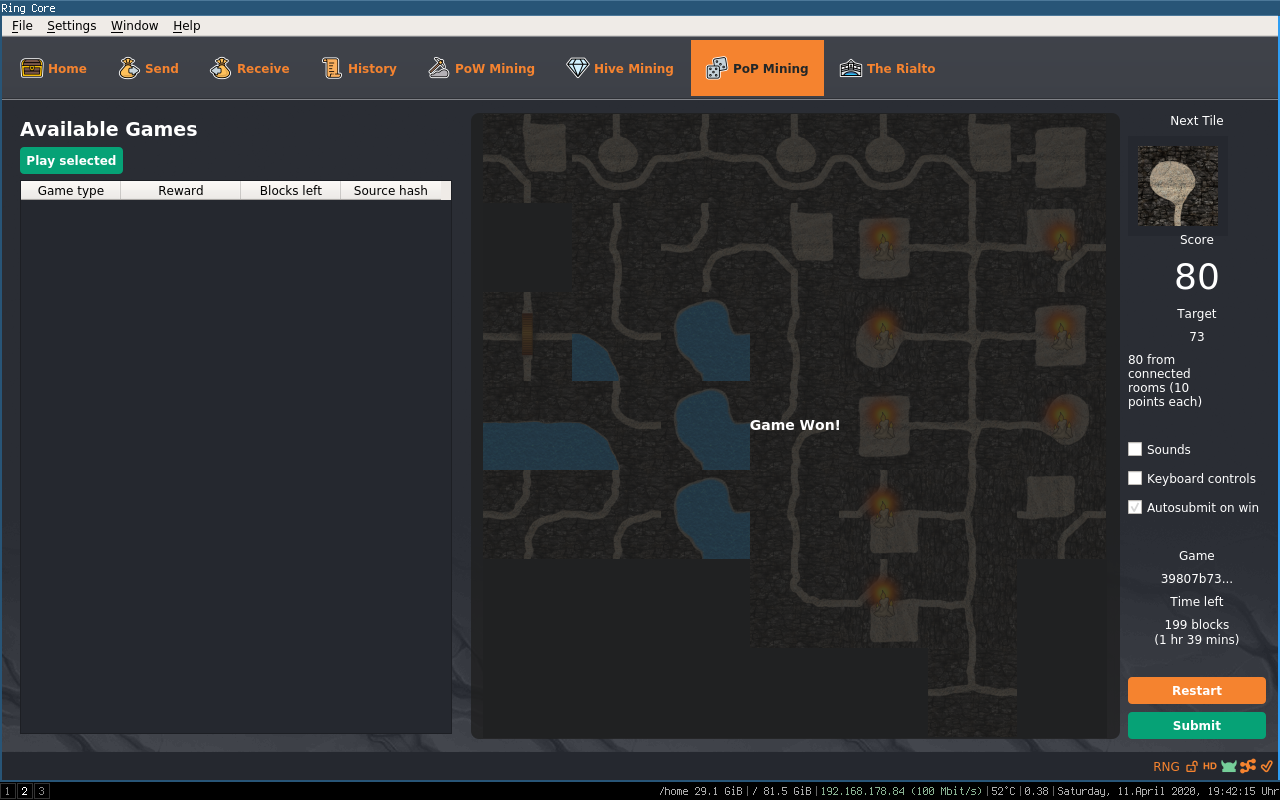 Ring Core
File Settings Window Help
Home Send Receive History PoW Mining Hive Mining PoP Mining The Rialto
Available Games
Play selected
Game type Reward Blocks left Source hash
Game Won!
Next Tile
Score
80
Target
73
80 from
connected
rooms (10
points each)
Sounds
Keyboard controls
Autosubmit on win
Game
39807b73...
Time left
199 blocks
(1 hr 39 mins)
Restart
Submit
RNG HD
1 2 3 /home 29.1 GiB|/ 81.5 GiB|192.168.178.84 (100 Mbit/s)|52°C|0.38|Saturday, 11.April 2020, 19:42:15 Uhr